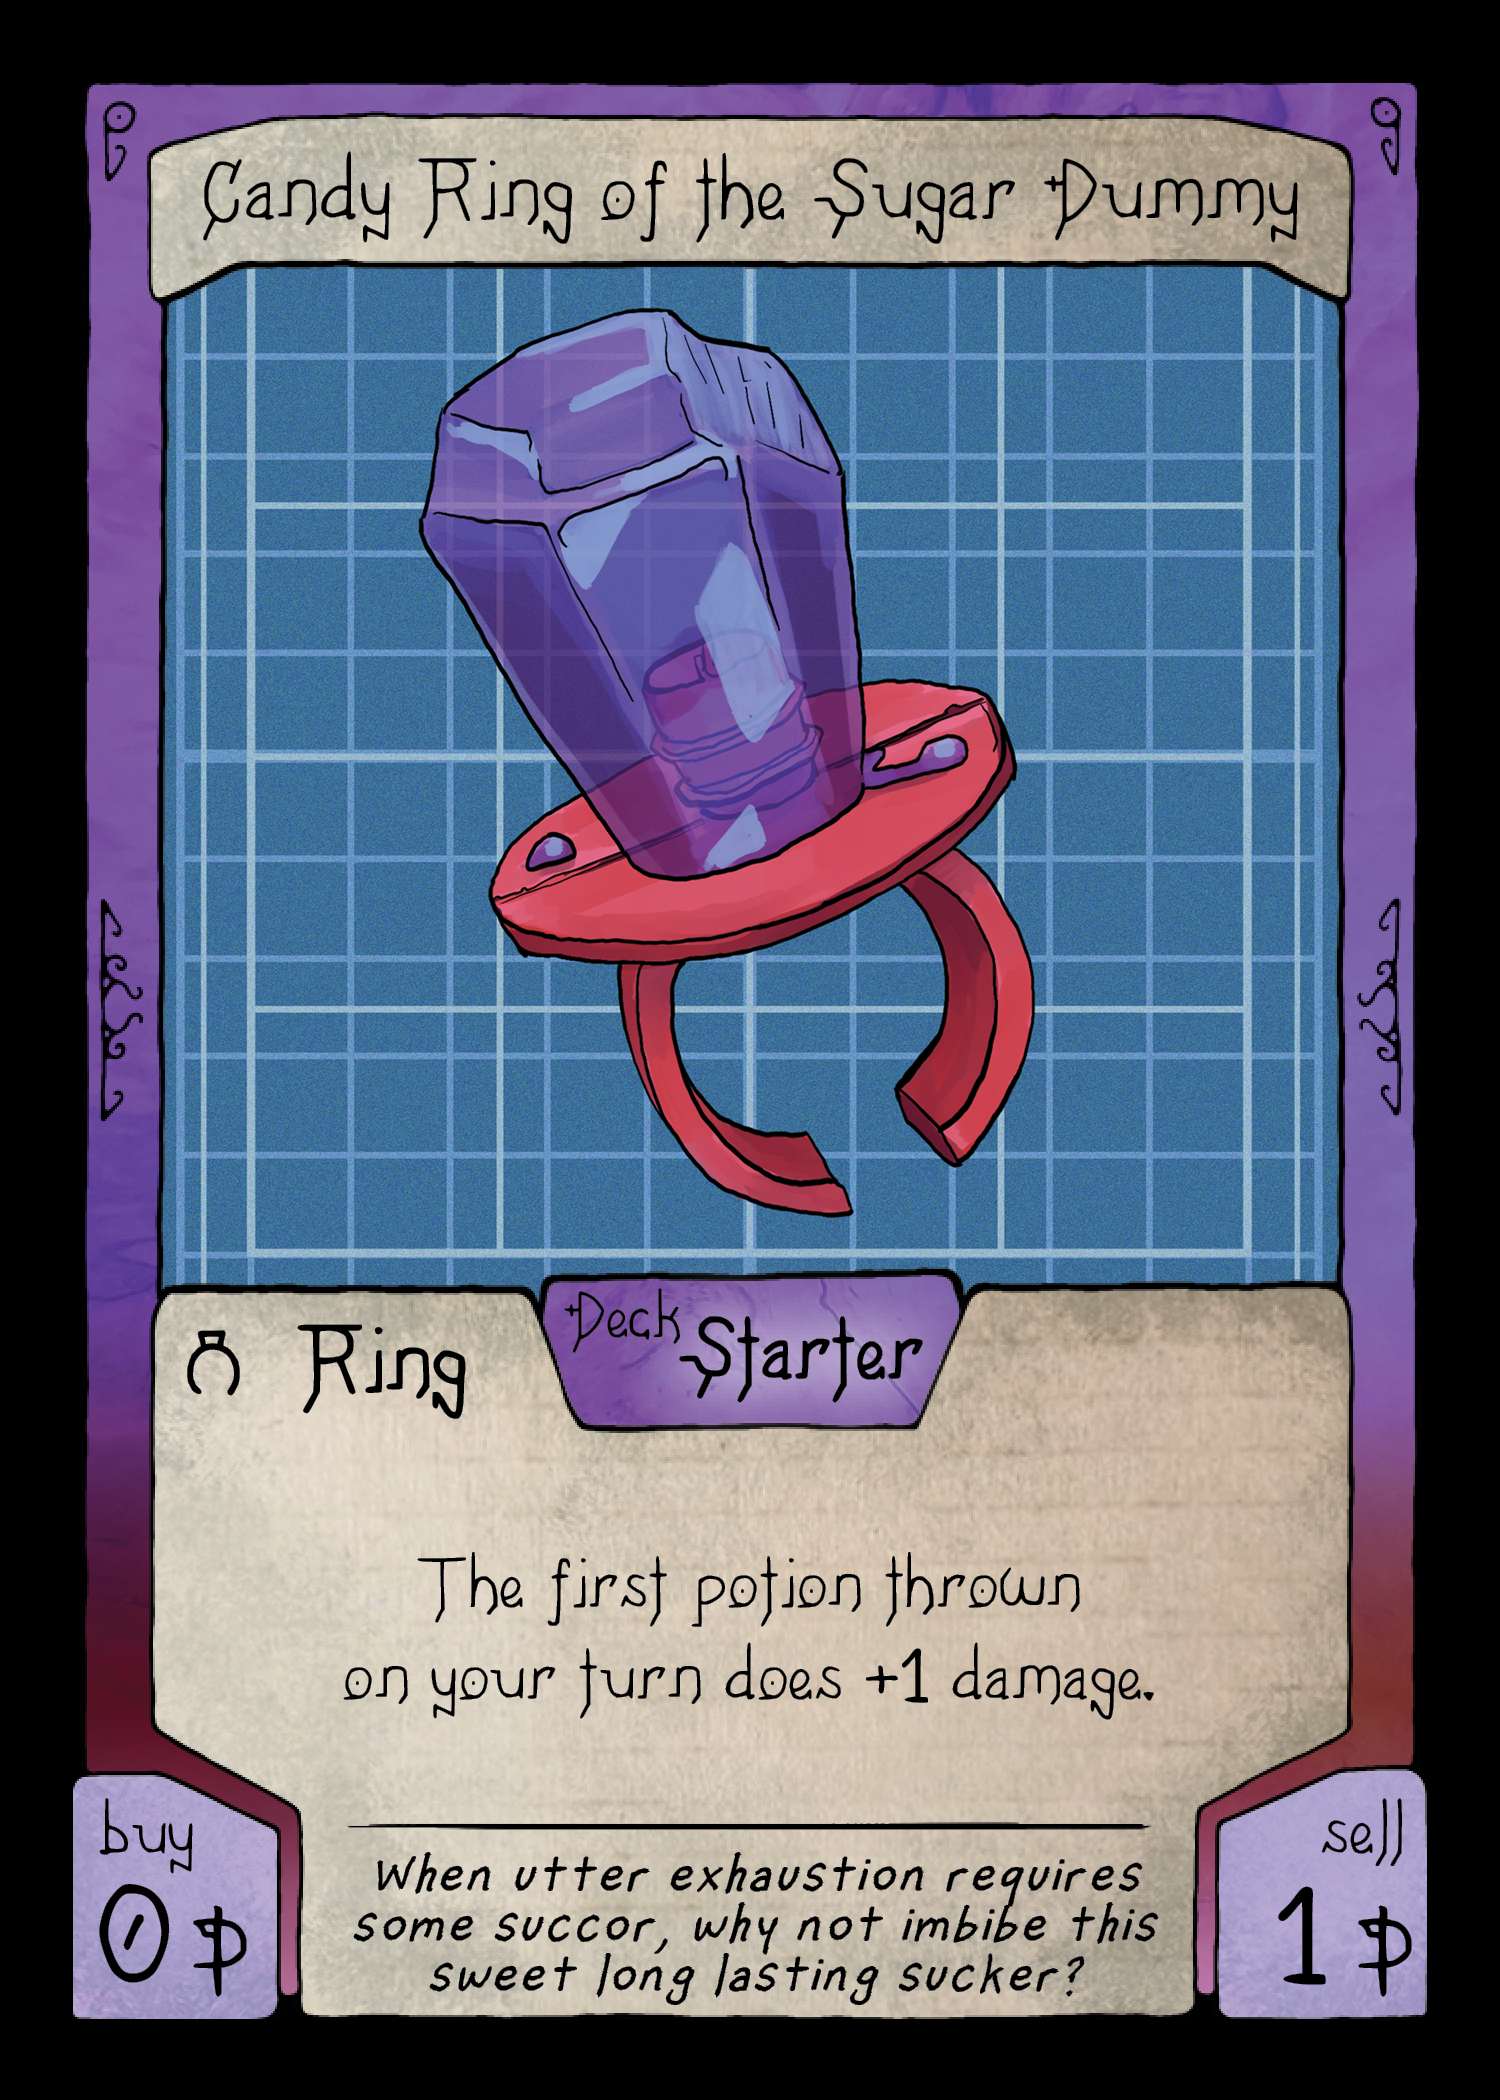 Candy Ring of the Sugar Dummy
Ring
Deck Starter
The first potion thrown
on your turn does +1 damage.
buy
0 Đ
sell
1 Đ
When utter exhaustion requires
some succor, why not imbibe this
sweet long lasting sucker?